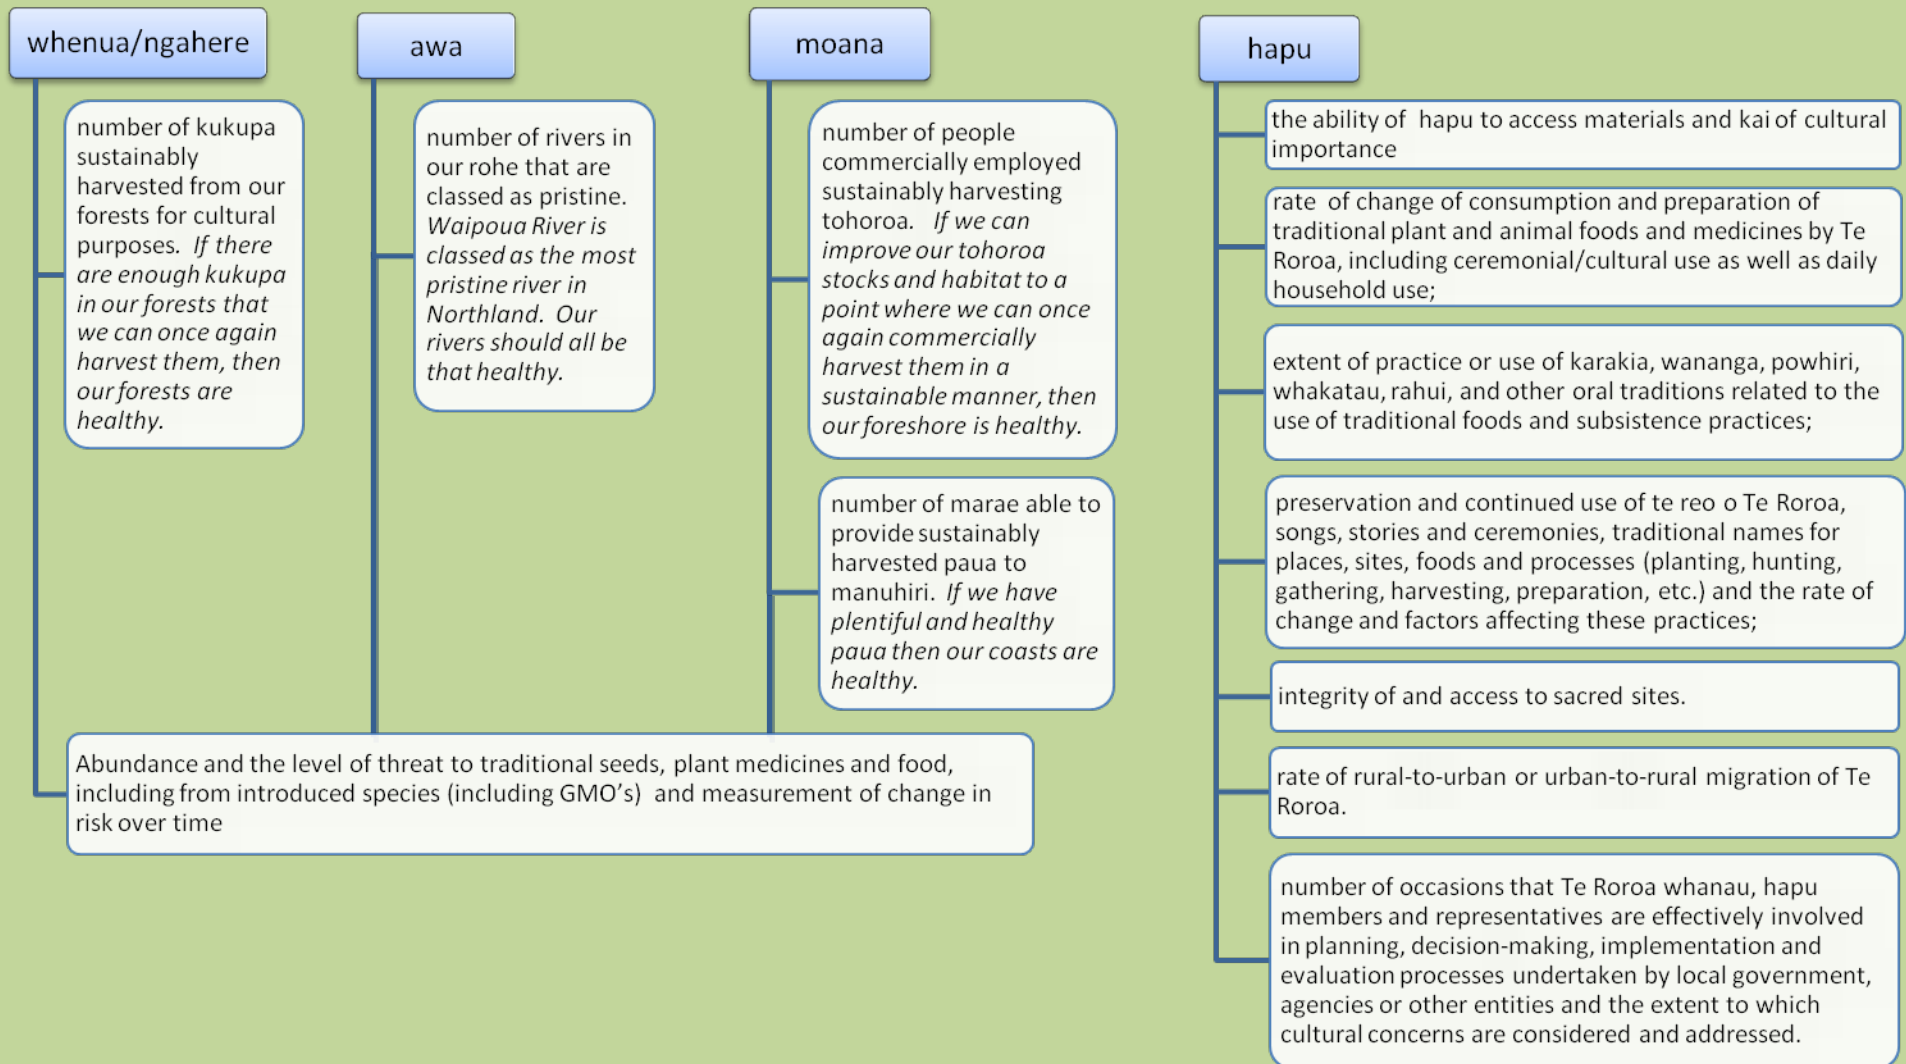 whenua/ngahere
number of kukupa
sustainably
harvested from our
forests for cultural
purposes. If there
are enough kukupa
in our forests that
we can once again
harvest them, then
our forests are
healthy.
awa
number of rivers in
our rohe that are
classed as pristine.
Waipoua River is
classed as the most
pristine river in
Northland. Our
rivers should all be
that healthy.
moana
number of people
commercially employed
sustainably harvesting
tohoroa. If we can
improve our tohoroa
stocks and habitat to a
point where we can once
again commercially
harvest them in a
sustainable manner, then
our foreshore is healthy.
number of marae able to
provide sustainably
harvested paua to
manuhiri. If we have
plentiful and healthy
paua then our coasts are
healthy.
Abundance and the level of threat to traditional seeds, plant medicines and food,
including from introduced species (including GMO's) and measurement of change in
risk over time
hapu
the ability of hapu to access materials and kai of cultural
importance
rate of change of consumption and preparation of
traditional plant and animal foods and medicines by Te
Roroa, including ceremonial/cultural use as well as daily
household use;
extent of practice or use of karakia, wananga, powhiri,
whakatau, rahui, and other oral traditions related to the
use of traditional foods and subsistence practices;
preservation and continued use of te reo o Te Roroa,
songs, stories and ceremonies, traditional names for
places, sites, foods and processes (planting, hunting,
gathering, harvesting, preparation, etc.) and the rate of
change and factors affecting these practices;
integrity of and access to sacred sites.
rate of rural-to-urban or urban-to-rural migration of Te
Roroa.
number of occasions that Te Roroa whanau, hapu
members and representatives are effectively involved
in planning, decision-making, implementation and
evaluation processes undertaken by local government,
agencies or other entities and the extent to which
cultural concerns are considered and addressed.